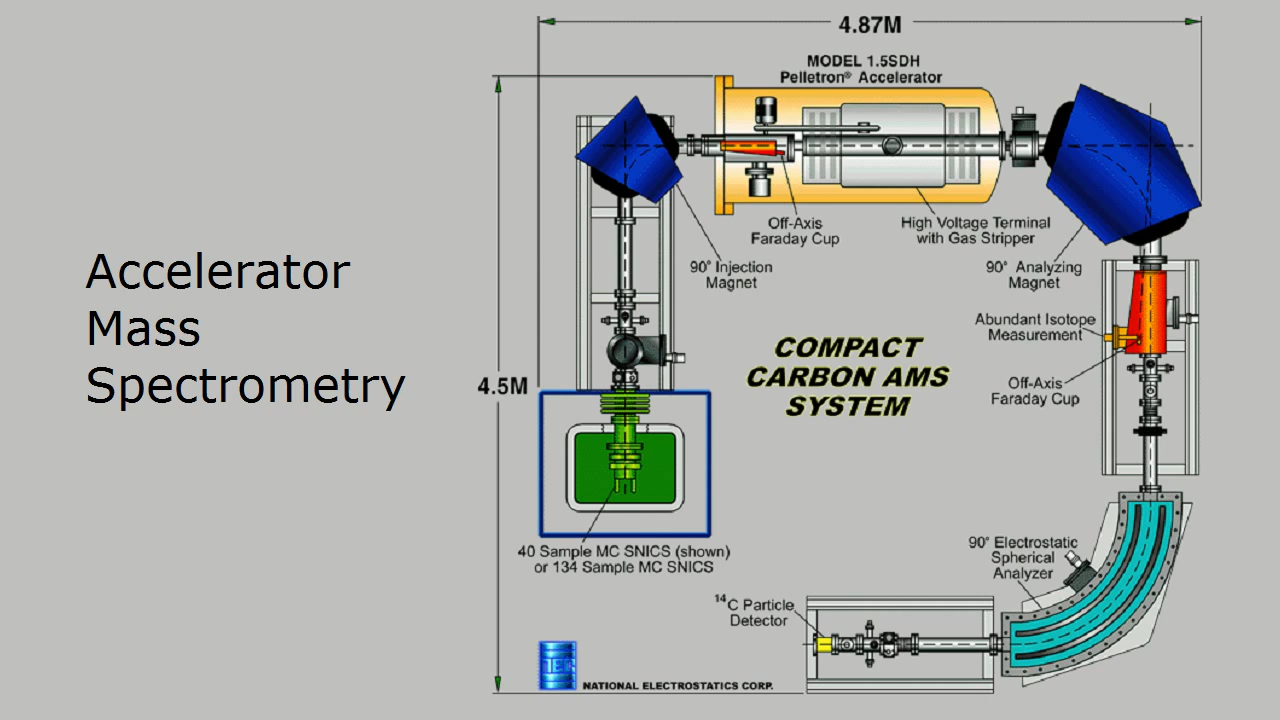 Accelerator
Mass
Spectrometry
4.87M
MODEL 1.5SDH
Pelletron® Accelerator
Off-Axis
Faraday Cup
High Voltage Terminal
with Gas Stripper
90° Injection
Magnet
90° Analyzing
Magnet
Abundant Isotope
Measurement
Off-Axis
Faraday Cup
COMPACT
CARBON AMS
SYSTEM
4.5M
40 Sample MC SNICS (shown)
or 134 Sample MC SNICS
90° Electrostatic
Spherical
Analyzer
¹⁴C Particle
Detector
NATIONAL ELECTROSTATICS CORP.